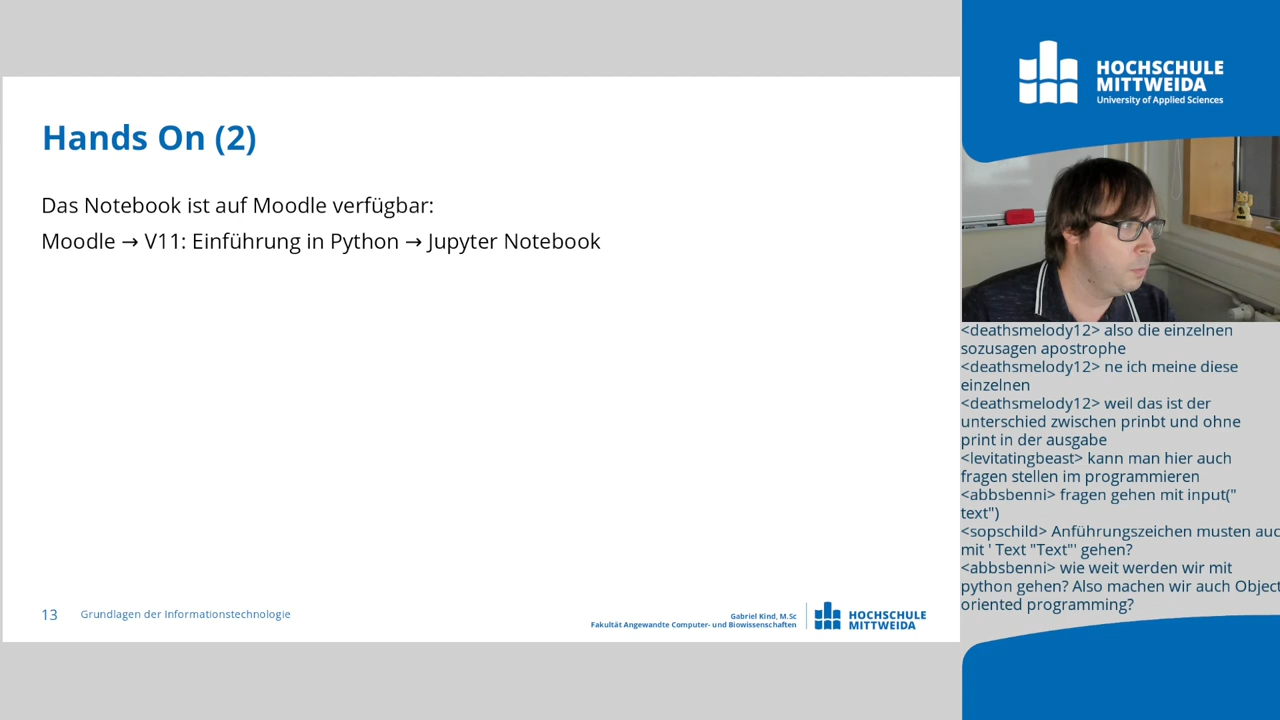 Hands On (2)
Das Notebook ist auf Moodle verfügbar:
Moodle → V11: Einführung in Python → Jupyter Notebook
13
Grundlagen der Informationstechnologie
Gabriel Kind, M.Sc
Fakultät Angewandte Computer- und Biowissenschaften
HOCHSCHULE
MITTWEIDA
HOCHSCHULE
MITTWEIDA
University of Applied Sciences
<deathsmelody12> also die einzelnen
sozusagen apostrophe
<deathsmelody12> ne ich meine diese
einzelnen
<deathsmelody12> weil das ist der
unterschied zwischen prinbt und ohne
print in der ausgabe
<levitatingbeast> kann man hier auch
fragen stellen im programmieren
<abbsbenni> fragen gehen mit input("
text")
<sopschild> Anführungszeichen musten auc
mit ' Text "Text"' gehen?
<abbsbenni> wie weit werden wir mit
python gehen? Also machen wir auch Object
oriented programming?